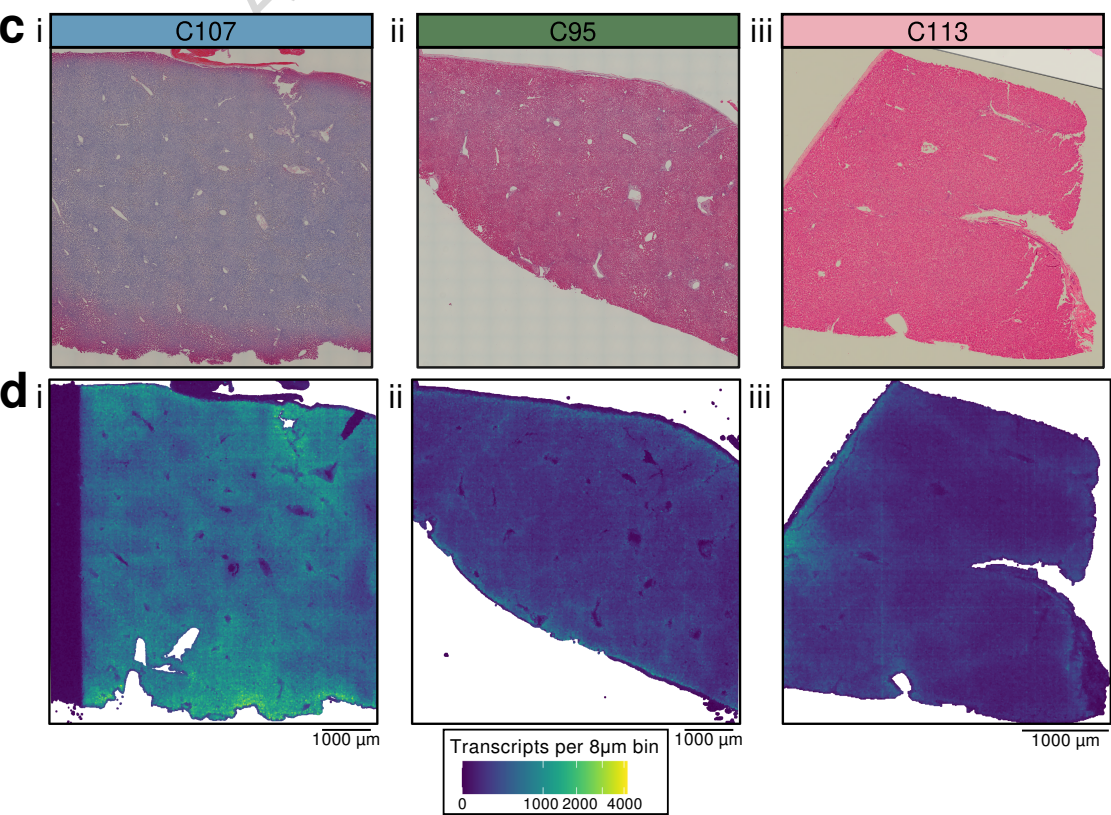 c i C107 ii C95 iii C113
d i ii iii
1000 µm 1000 µm 1000 µm
Transcripts per 8µm bin
0 1000 2000 4000